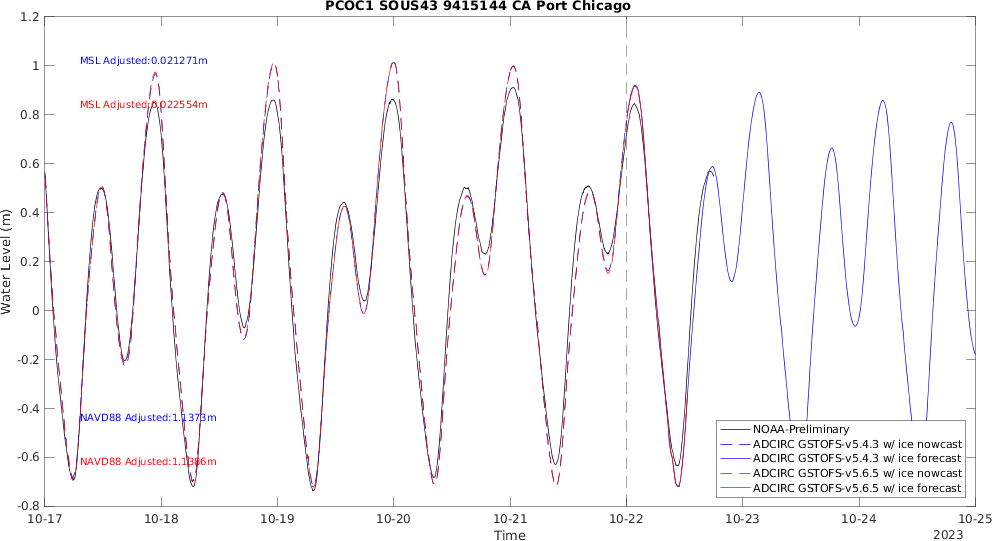 PCOC1 SOUS43 9415144 CA Port Chicago
1.2
1
0.8
0.6
0.4
0.2
0
-0.2
-0.4
-0.6
-0.8
Water Level (m)
MSL Adjusted:0.021271m
MSL Adjusted:0.022554m
NAVD88 Adjusted:1.1373m
NAVD88 Adjusted:1.1386m
NOAA-Preliminary
ADCIRC GSTOFS-v5.4.3 w/ ice nowcast
ADCIRC GSTOFS-v5.4.3 w/ ice forecast
ADCIRC GSTOFS-v5.6.5 w/ ice nowcast
ADCIRC GSTOFS-v5.6.5 w/ ice forecast
10-17 10-18 10-19 10-20 10-21 10-22 10-23 10-24 10-25
Time
2023